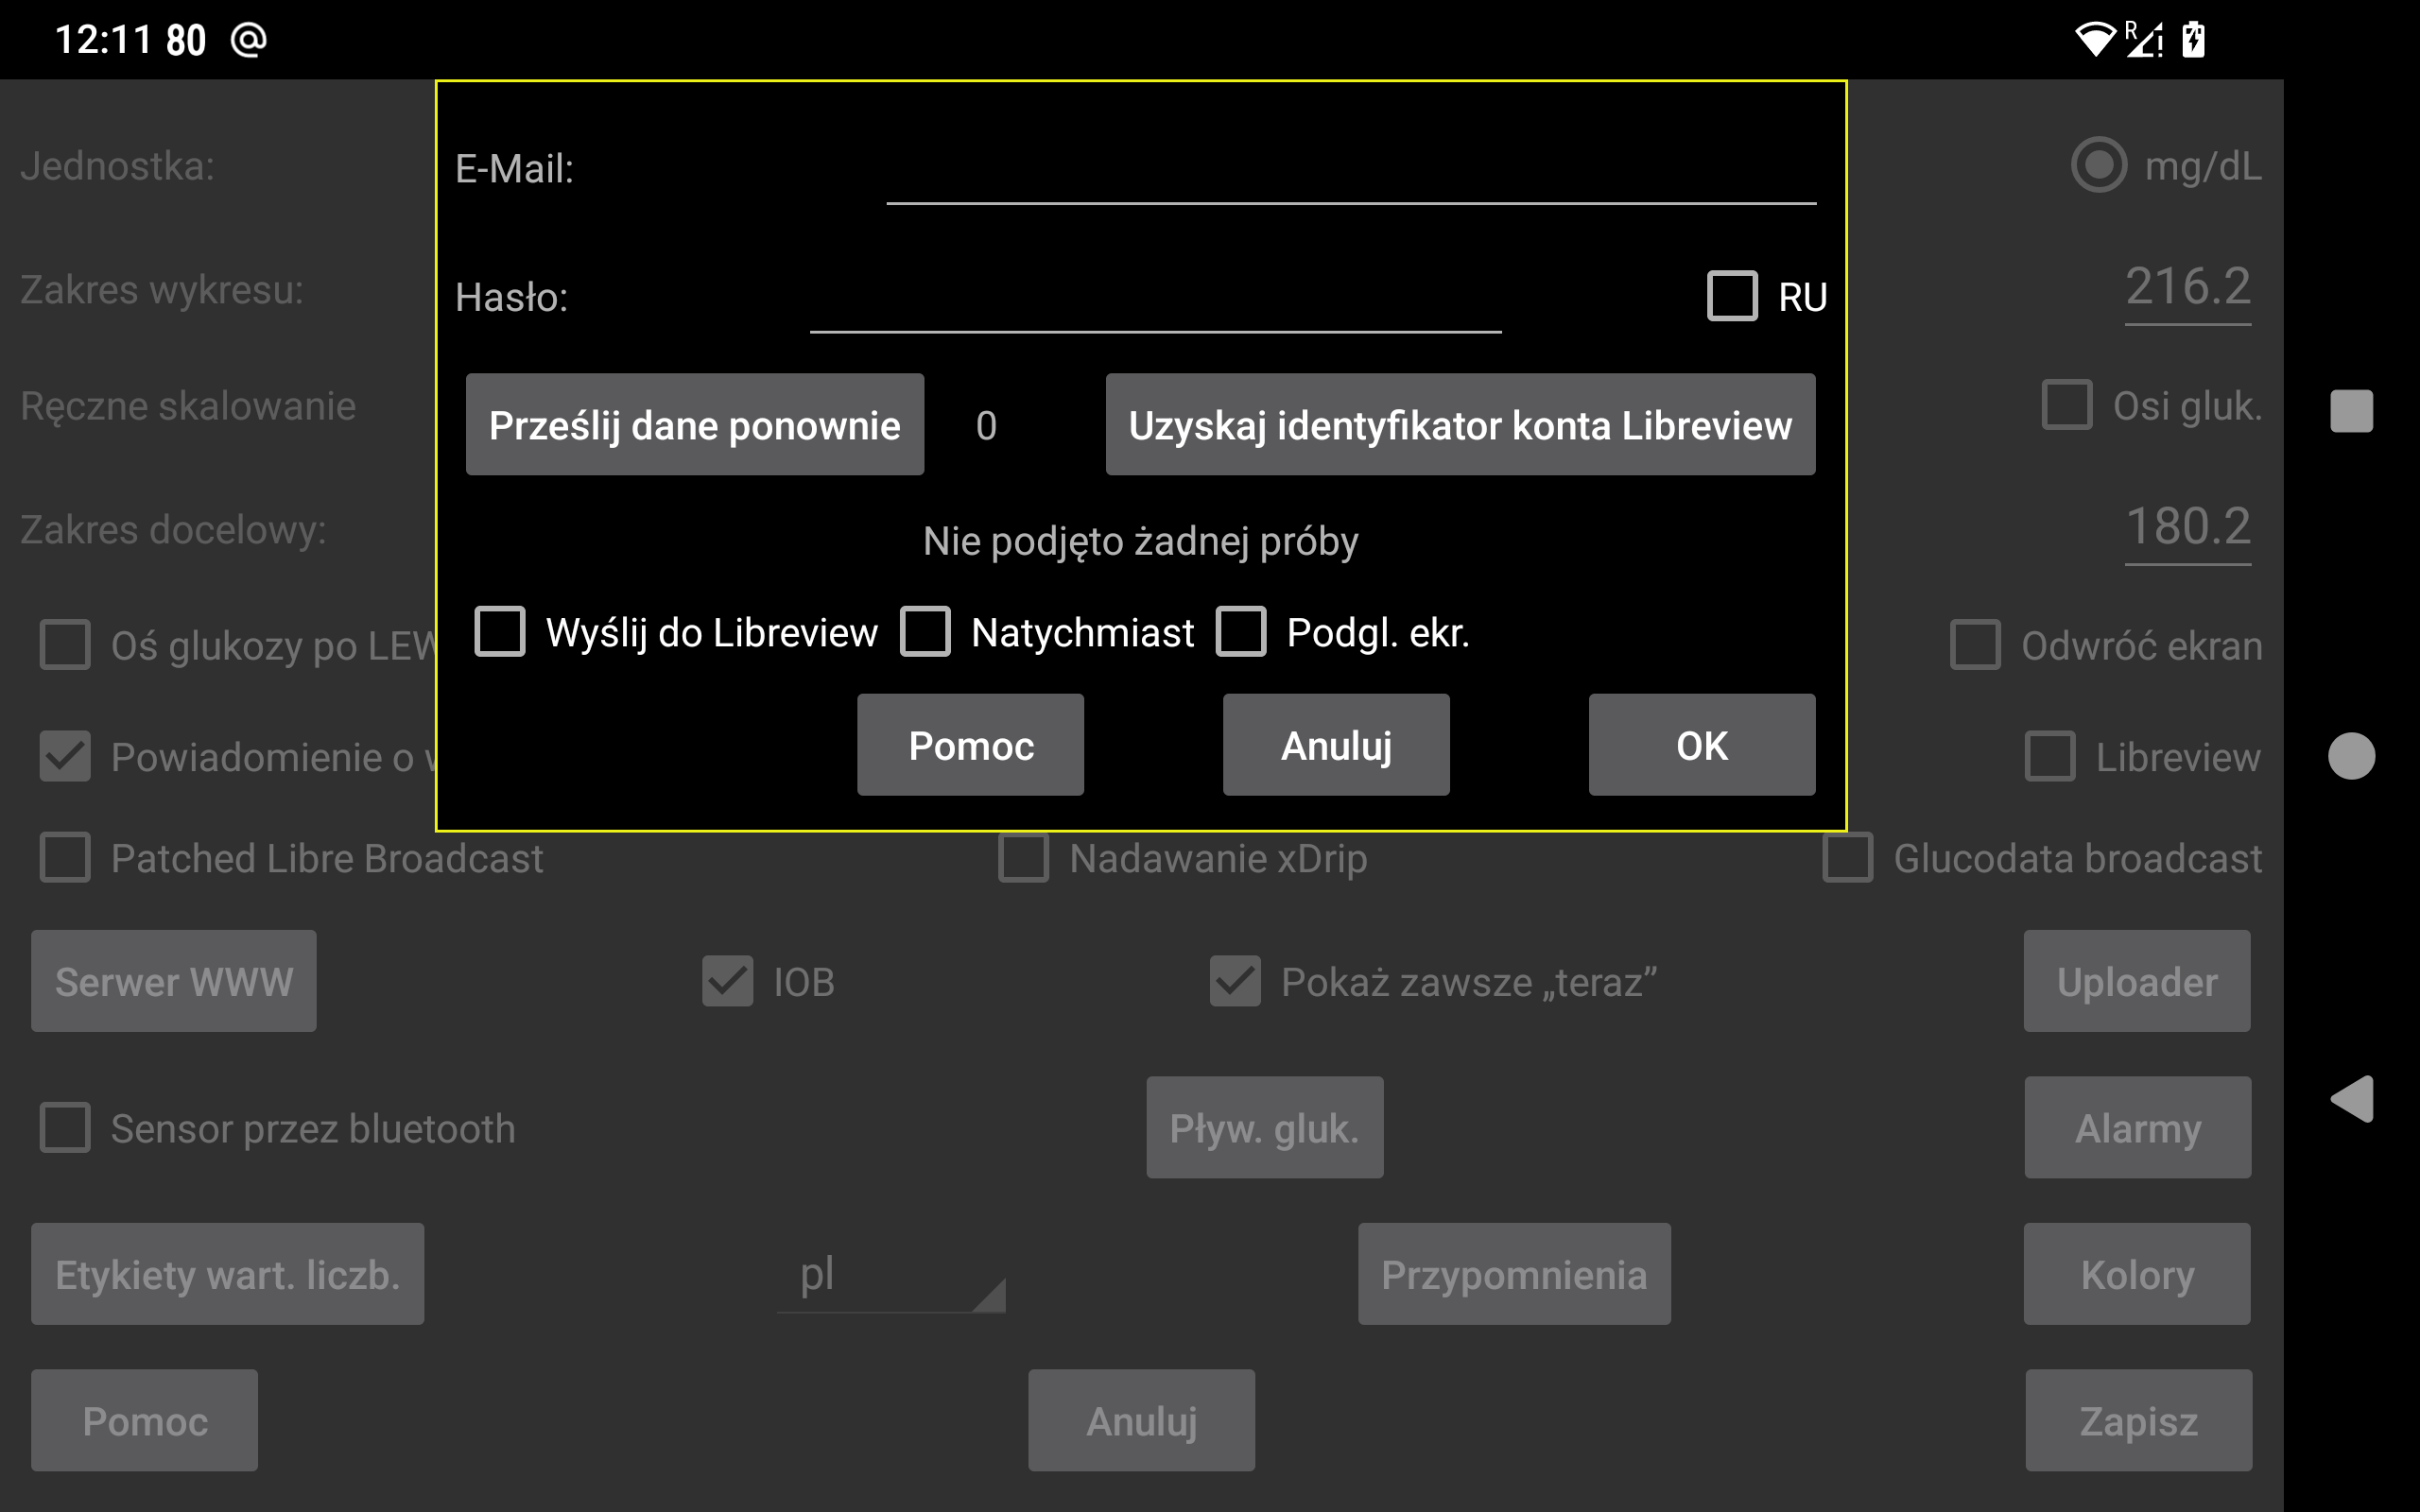 12:11 80
R
Jednostka:
mg/dL
Zakres wykresu:
216.2
Ręczne skalowanie
Osi gluk.
Zakres docelowy:
180.2
Oś glukozy po LEW
Odwróć ekran
Powiadomienie o w
Libreview
E-Mail:
Hasło:
RU
Prześlij dane ponownie
0
Uzyskaj identyfikator konta Libreview
Nie podjęto żadnej próby
Wyślij do Libreview
Natychmiast
Podgl. ekr.
Pomoc
Anuluj
OK
Patched Libre Broadcast
Nadawanie xDrip
Glucodata broadcast
Serwer WWW
IOB
Pokaż zawsze „teraz”
Uploader
Sensor przez bluetooth
Pływ. gluk.
Alarmy
Etykiety wart. liczb.
pl
Przypomnienia
Kolory
Pomoc
Anuluj
Zapisz